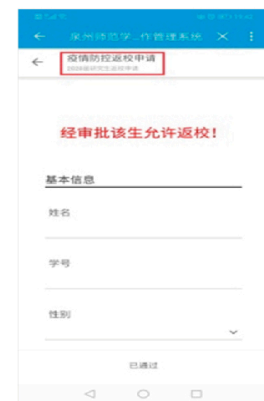 泉州师范学...作管理系统
疫情防控返校申请
经审批该生允许返校！
基本信息
姓名
学号
性别
已通过